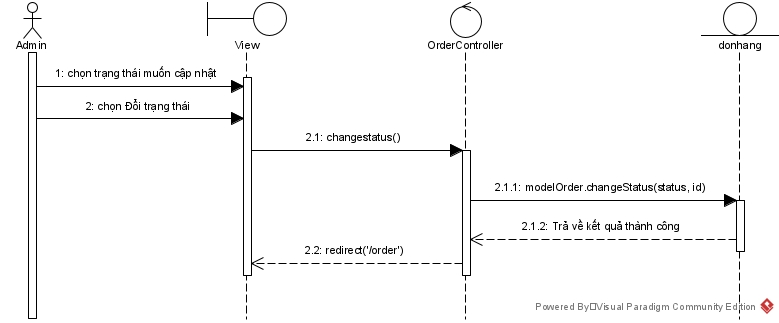 Admin
View
OrderController
donhang
1: chọn trạng thái muốn cập nhật
2: chọn Đổi trạng thái
2.1: changestatus()
2.1.1: modelOrder.changeStatus(status, id)
2.1.2: Trả về kết quả thành công
2.2: redirect('/order')
Powered By□Visual Paradigm Community Edition